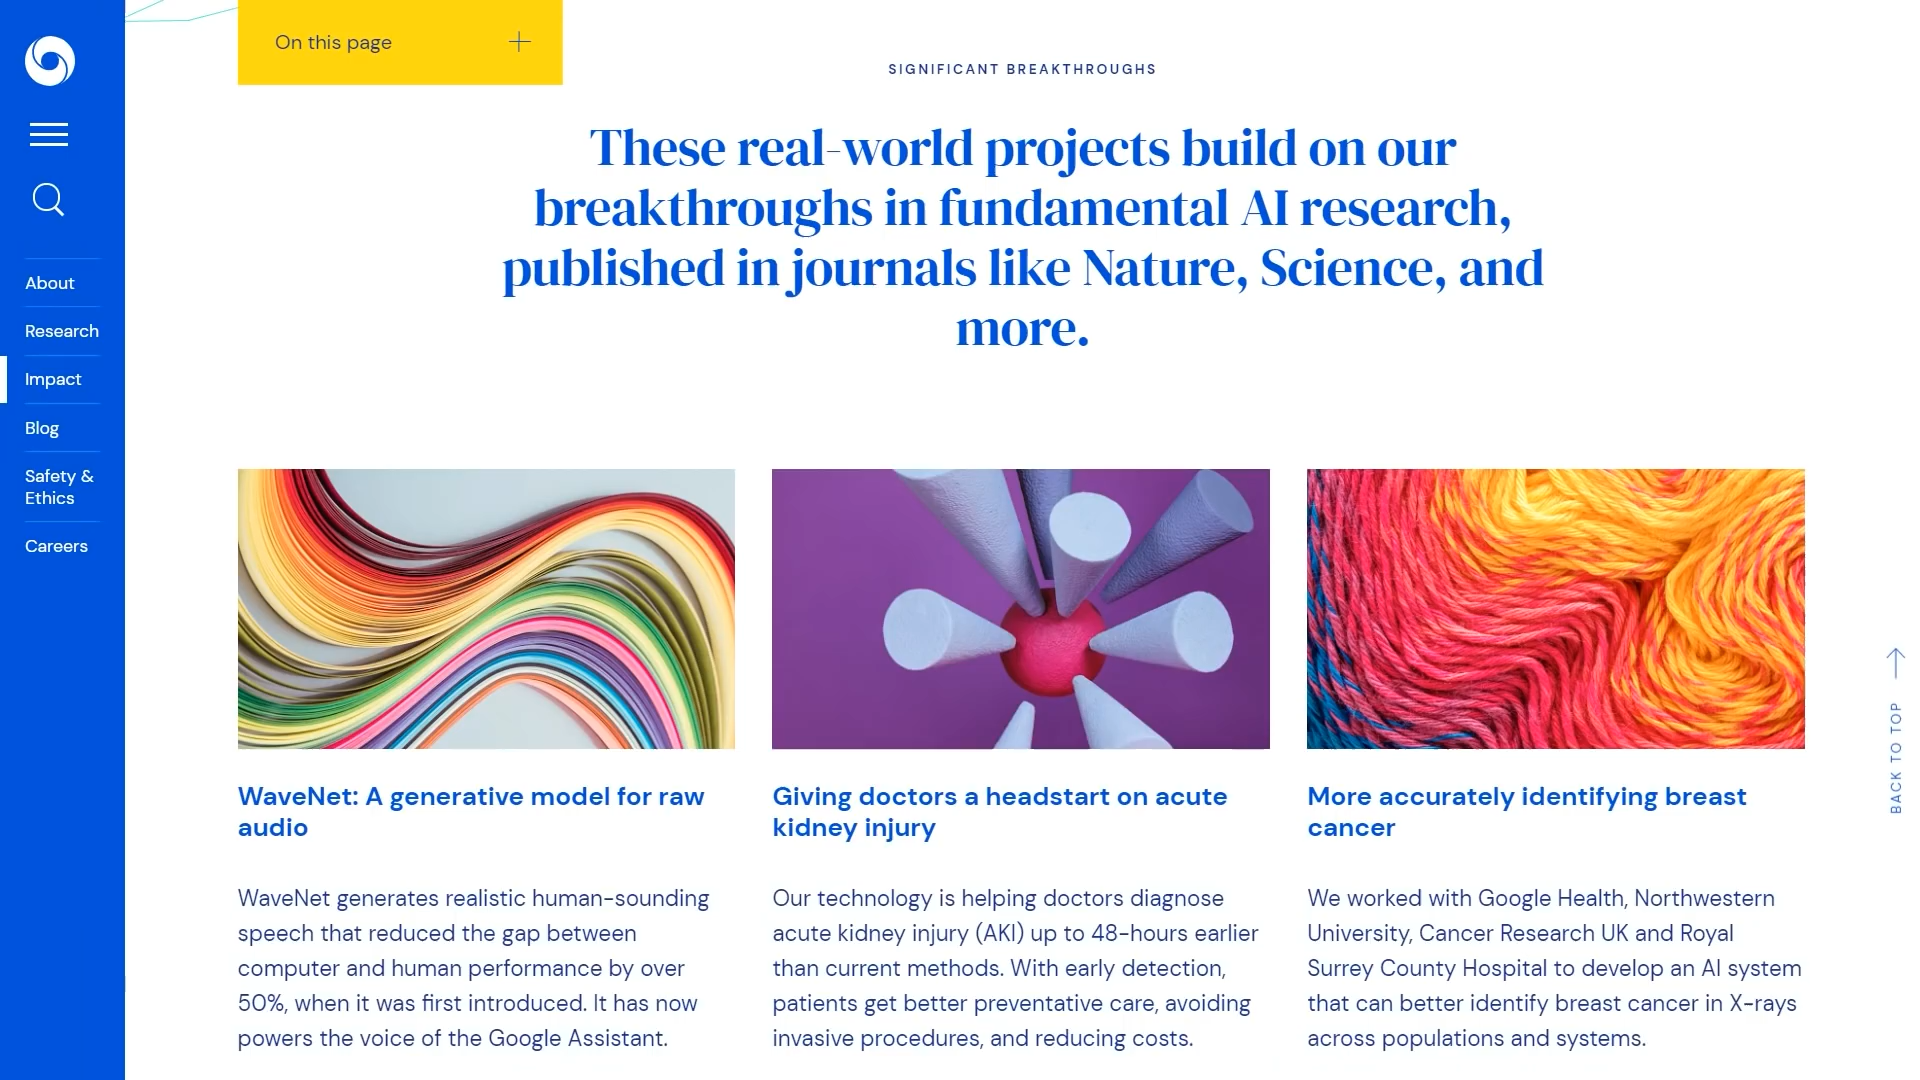 On this page
SIGNIFICANT BREAKTHROUGHS
These real-world projects build on our
breakthroughs in fundamental AI research,
published in journals like Nature, Science, and
more.
About
Research
Impact
Blog
Safety &
Ethics
Careers
WaveNet: A generative model for raw
audio
WaveNet generates realistic human-sounding
speech that reduced the gap between
computer and human performance by over
50%, when it was first introduced. It has now
powers the voice of the Google Assistant.
Giving doctors a headstart on acute
kidney injury
Our technology is helping doctors diagnose
acute kidney injury (AKI) up to 48-hours earlier
than current methods. With early detection,
patients get better preventative care, avoiding
invasive procedures, and reducing costs.
More accurately identifying breast
cancer
We worked with Google Health, Northwestern
University, Cancer Research UK and Royal
Surrey County Hospital to develop an AI system
that can better identify breast cancer in X-rays
across populations and systems.
BACK TO TOP